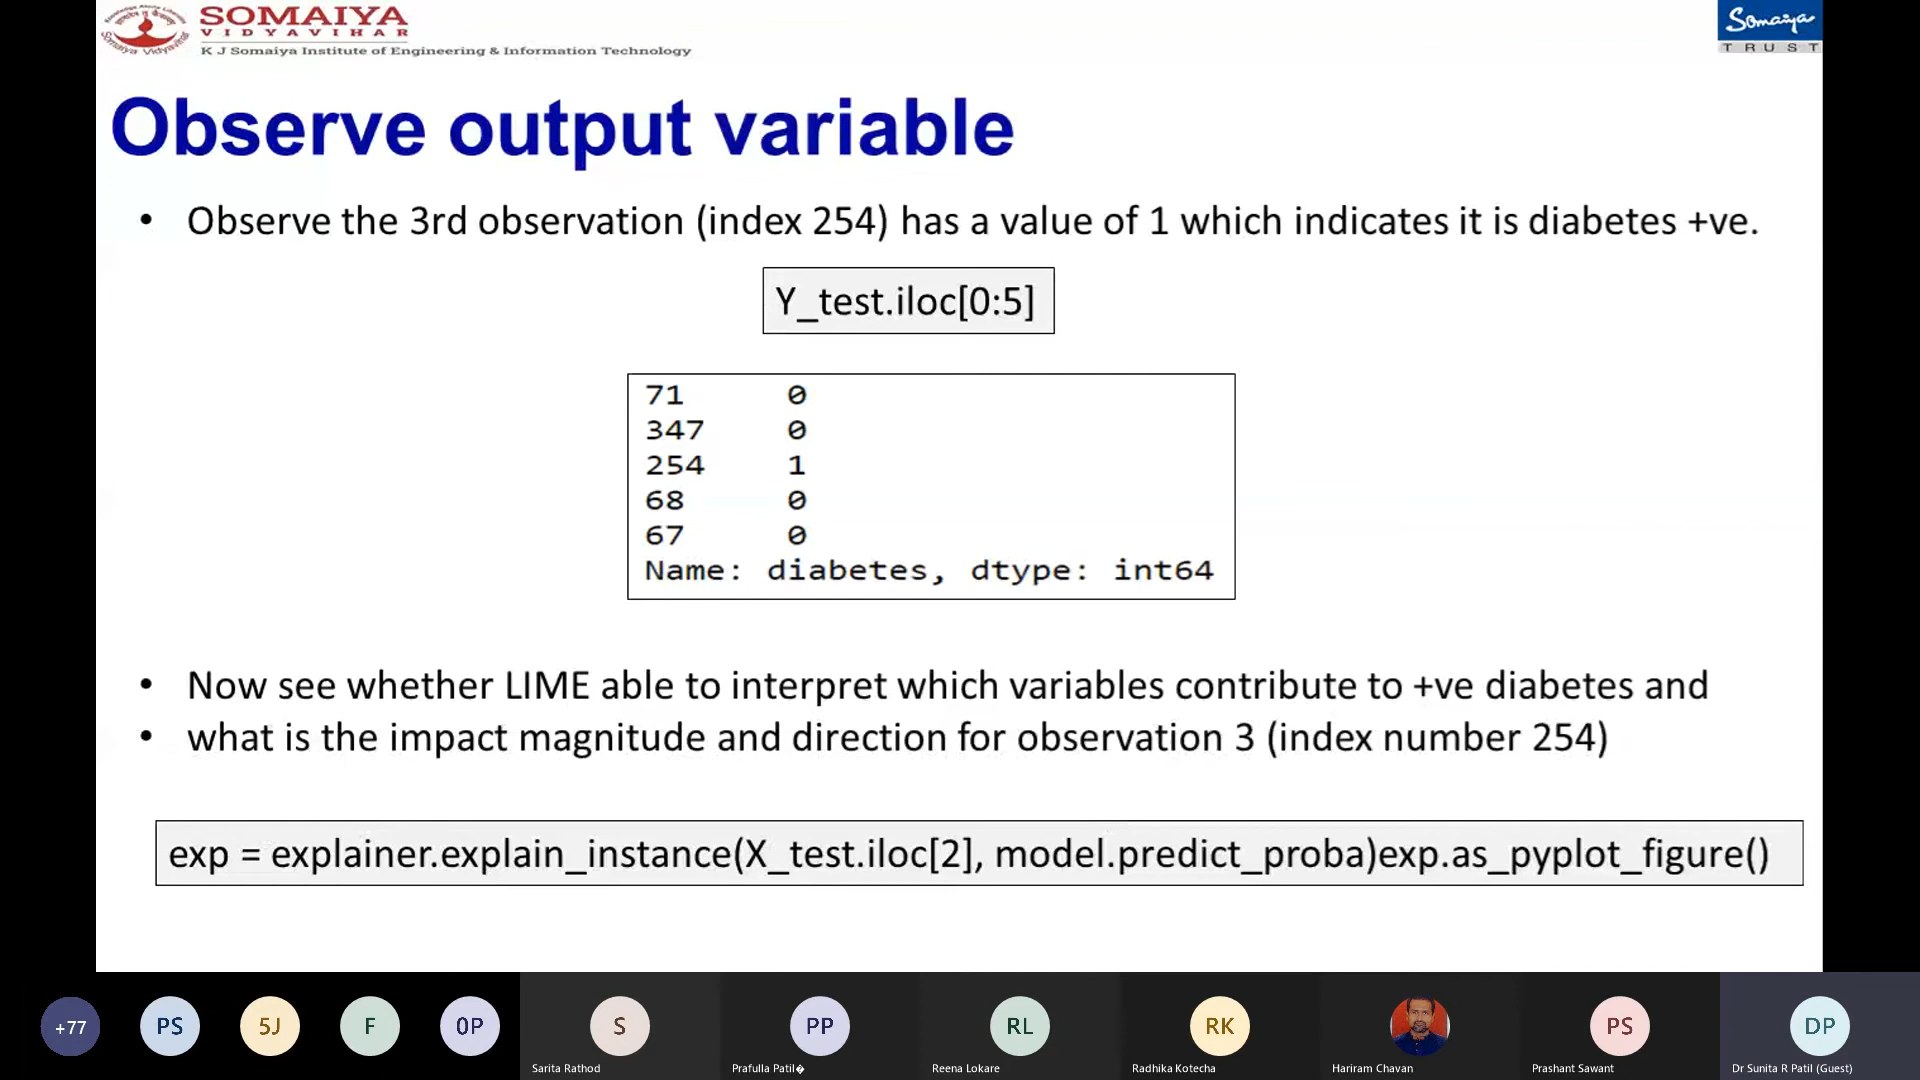 SOMAIYA
VIDYAVIHAR
K J Somaiya Institute of Engineering & Information Technology
Somaiya
TRUST
Observe output variable
• Observe the 3rd observation (index 254) has a value of 1 which indicates it is diabetes +ve.
Y_test.iloc[0:5]
71 0
347 0
254 1
68 0
67 0
Name: diabetes, dtype: int64
• Now see whether LIME able to interpret which variables contribute to +ve diabetes and
• what is the impact magnitude and direction for observation 3 (index number 254)
exp = explainer.explain_instance(X_test.iloc[2], model.predict_proba)exp.as_pyplot_figure()
+77 PS 5J F 0P S PP RL RK PS DP
Sarita Rathod Prafulla Patil� Reena Lokare Radhika Kotecha Hariram Chavan Prashant Sawant Dr Sunita R Patil (Guest)